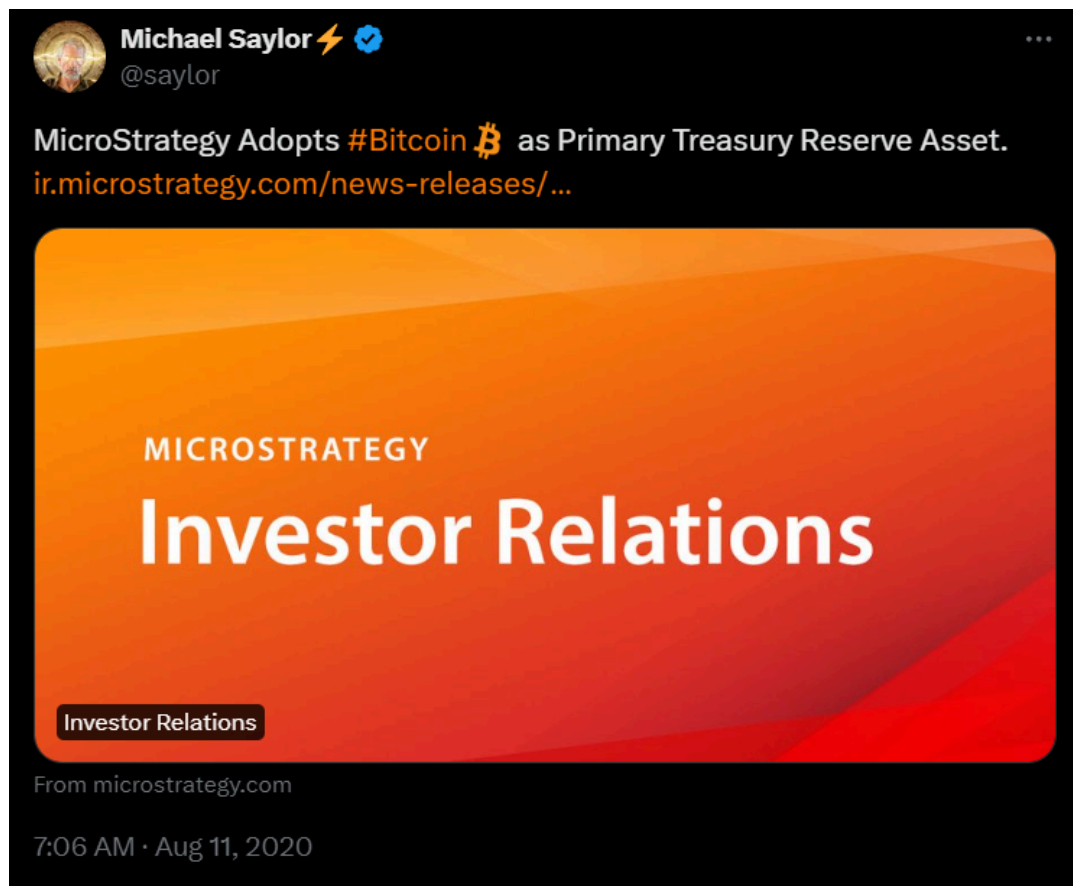 Michael Saylor⚡
@saylor
MicroStrategy Adopts #Bitcoin ₿ as Primary Treasury Reserve Asset.
ir.microstrategy.com/news-releases/…
MICROSTRATEGY
Investor Relations
Investor Relations
From microstrategy.com
7:06 AM · Aug 11, 2020